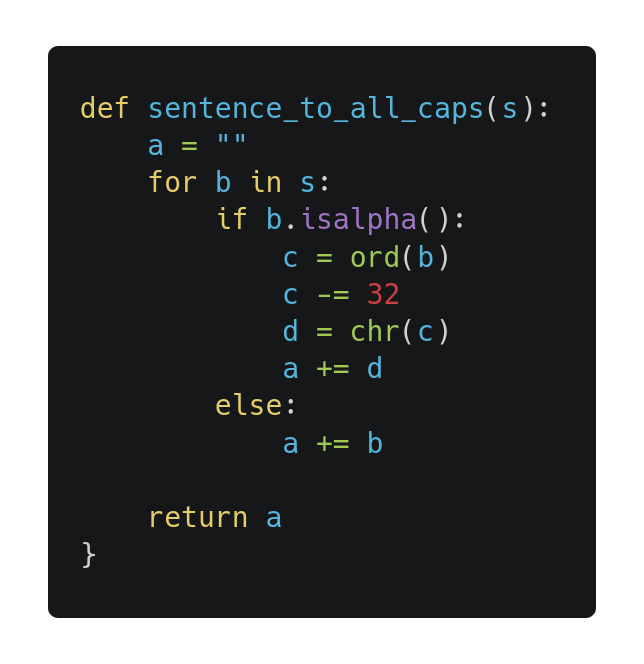 def sentence_to_all_caps(s):
    a = ""
    for b in s:
        if b.isalpha():
            c = ord(b)
            c -= 32
            d = chr(c)
            a += d
        else:
            a += b

    return a
}